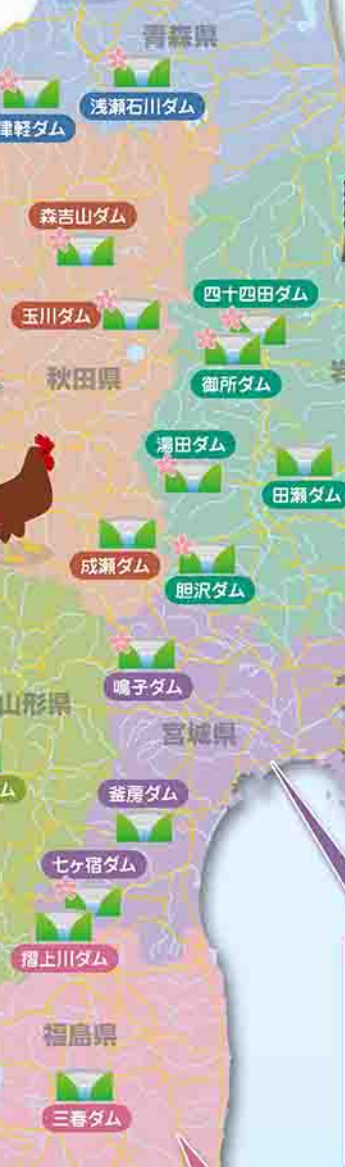 青森県
浅瀬石川ダム
津軽ダム
森吉山ダム
四十四田ダム
玉川ダム
秋田県
御所ダム
湯田ダム
田瀬ダム
成瀬ダム
胆沢ダム
鳴子ダム
山形県
宮城県
釜房ダム
ム
七ヶ宿ダム
摺上川ダム
福島県
三春ダム